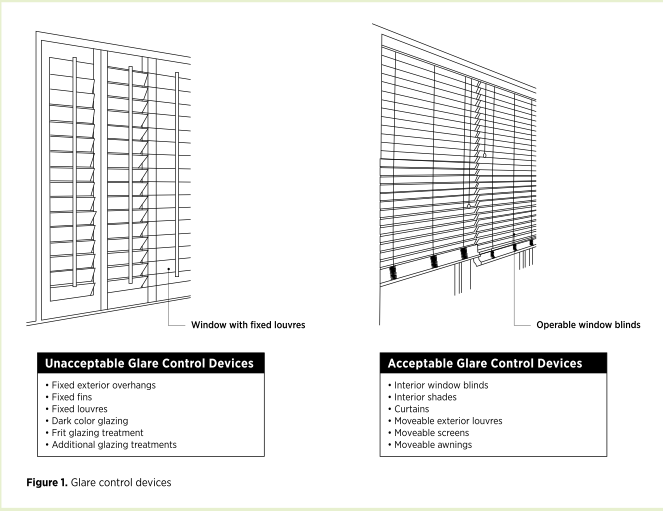 Window with fixed louvres
Operable window blinds
Unacceptable Glare Control Devices
• Fixed exterior overhangs
• Fixed fins
• Fixed louvres
• Dark color glazing
• Frit glazing treatment
• Additional glazing treatments
Acceptable Glare Control Devices
• Interior window blinds
• Interior shades
• Curtains
• Moveable exterior louvres
• Moveable screens
• Moveable awnings
Figure 1. Glare control devices